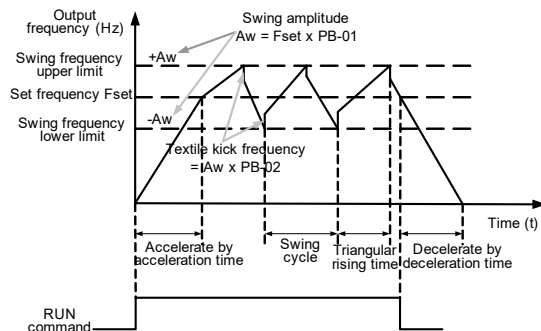 Output
frequency (Hz)
Swing amplitude
Aw = Fset x PB-01
Swing frequency
upper limit
+Aw
Set frequency Fset
Swing frequency
lower limit
-Aw
Textile kick frequency
= Aw x PB-02
Time (t)
Accelerate by
acceleration time
Swing
cycle
Triangular
rising time
Decelerate by
deceleration time
RUN
command